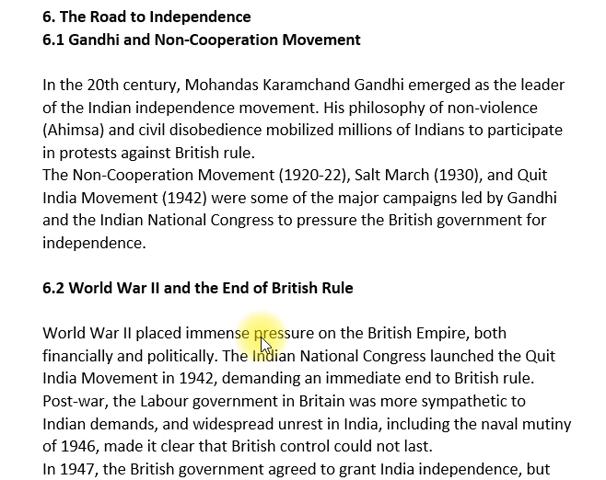 6. The Road to Independence
6.1 Gandhi and Non-Cooperation Movement
In the 20th century, Mohandas Karamchand Gandhi emerged as the leader
of the Indian independence movement. His philosophy of non-violence
(Ahimsa) and civil disobedience mobilized millions of Indians to participate
in protests against British rule.
The Non-Cooperation Movement (1920-22), Salt March (1930), and Quit
India Movement (1942) were some of the major campaigns led by Gandhi
and the Indian National Congress to pressure the British government for
independence.
6.2 World War II and the End of British Rule
World War II placed immense pressure on the British Empire, both
financially and politically. The Indian National Congress launched the Quit
India Movement in 1942, demanding an immediate end to British rule.
Post-war, the Labour government in Britain was more sympathetic to
Indian demands, and widespread unrest in India, including the naval mutiny
of 1946, made it clear that British control could not last.
In 1947, the British government agreed to grant India independence, but